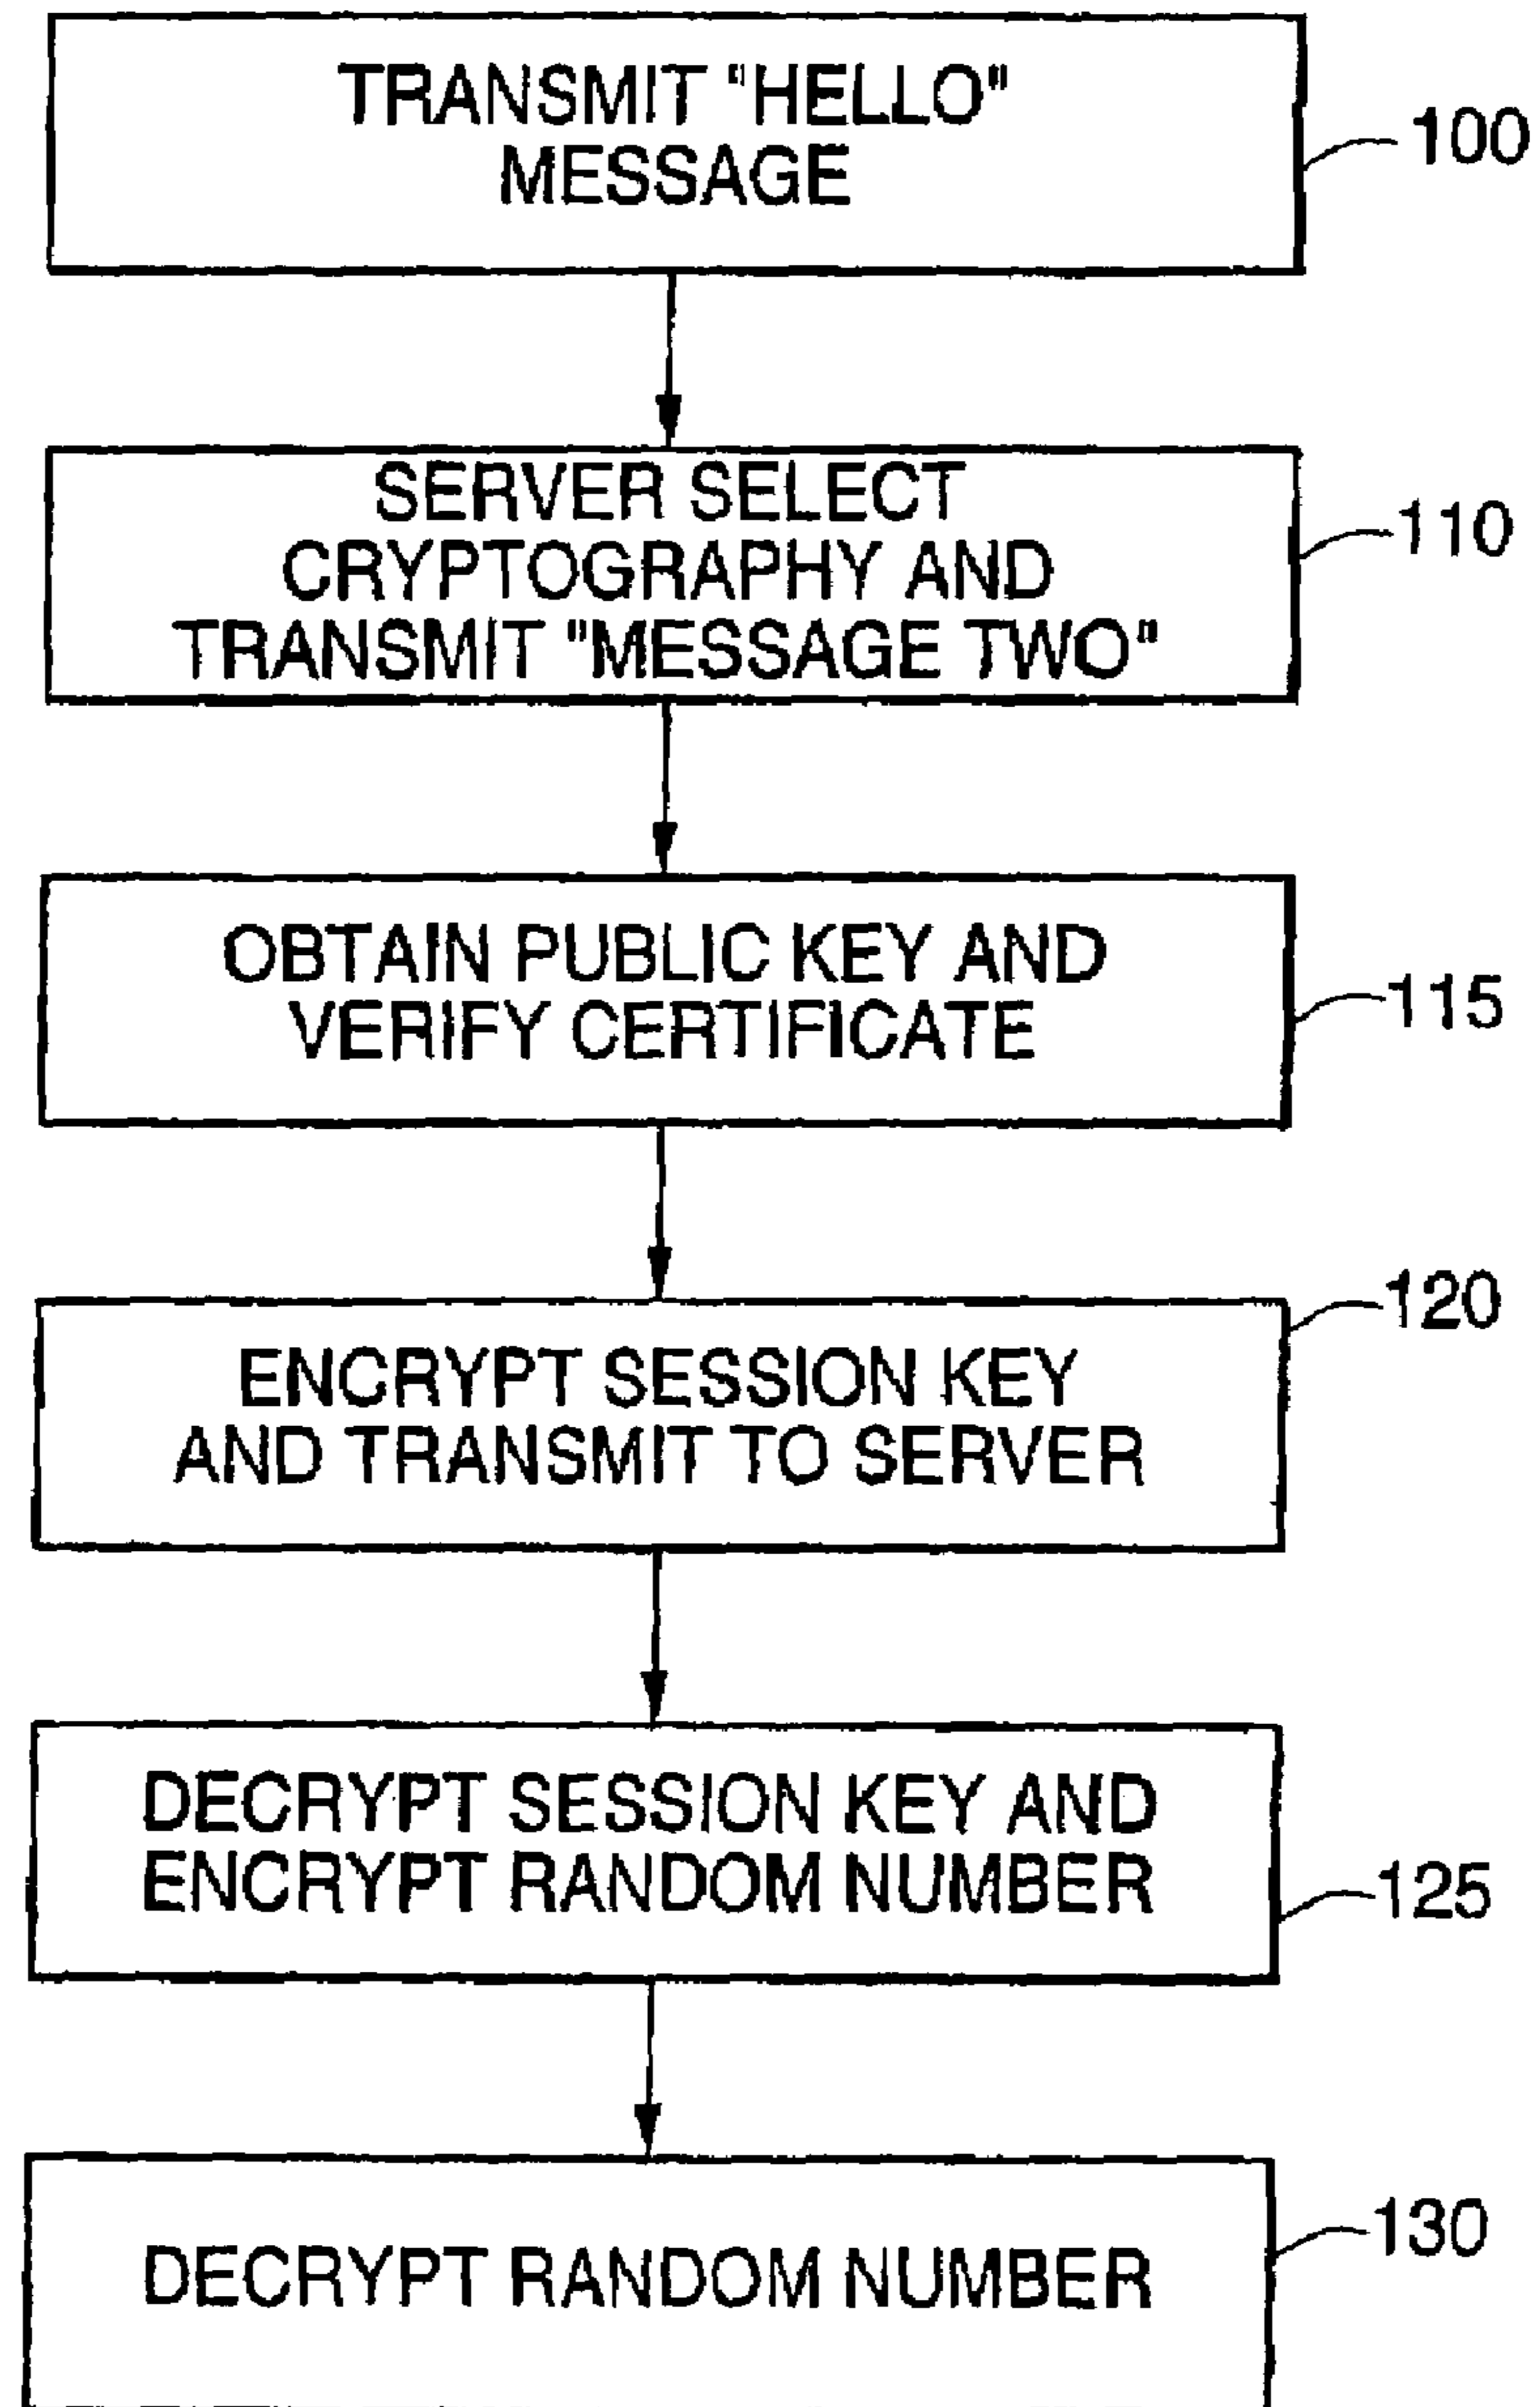 TRANSMIT "HELLO"
MESSAGE
100
SERVER SELECT
CRYPTOGRAPHY AND
TRANSMIT "MESSAGE TWO"
110
OBTAIN PUBLIC KEY AND
VERIFY CERTIFICATE
115
ENCRYPT SESSION KEY
AND TRANSMIT TO SERVER
120
DECRYPT SESSION KEY AND
ENCRYPT RANDOM NUMBER
125
DECRYPT RANDOM NUMBER
130